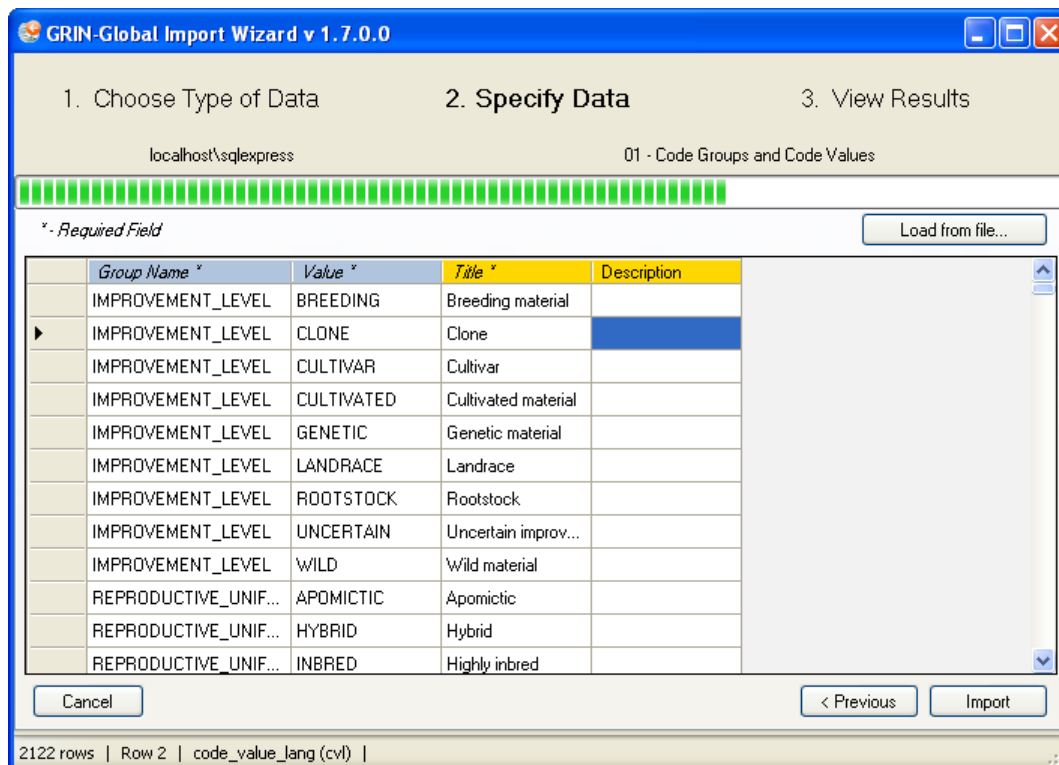 GRIN-Global Import Wizard v 1.7.0.0
1. Choose Type of Data 2. Specify Data 3. View Results
localhost\sqlexpress 01 - Code Groups and Code Values
* - Required Field Load from file...
Group Name * Value * Title * Description
IMPROVEMENT_LEVEL BREEDING Breeding material
IMPROVEMENT_LEVEL CLONE Clone
IMPROVEMENT_LEVEL CULTIVAR Cultivar
IMPROVEMENT_LEVEL CULTIVATED Cultivated material
IMPROVEMENT_LEVEL GENETIC Genetic material
IMPROVEMENT_LEVEL LANDRACE Landrace
IMPROVEMENT_LEVEL ROOTSTOCK Rootstock
IMPROVEMENT_LEVEL UNCERTAIN Uncertain improv...
IMPROVEMENT_LEVEL WILD Wild material
REPRODUCTIVE_UNIF... APOMICTIC Apomictic
REPRODUCTIVE_UNIF... HYBRID Hybrid
REPRODUCTIVE_UNIF... INBRED Highly inbred
Cancel < Previous Import
2122 rows | Row 2 | code_value_lang (cvl) |